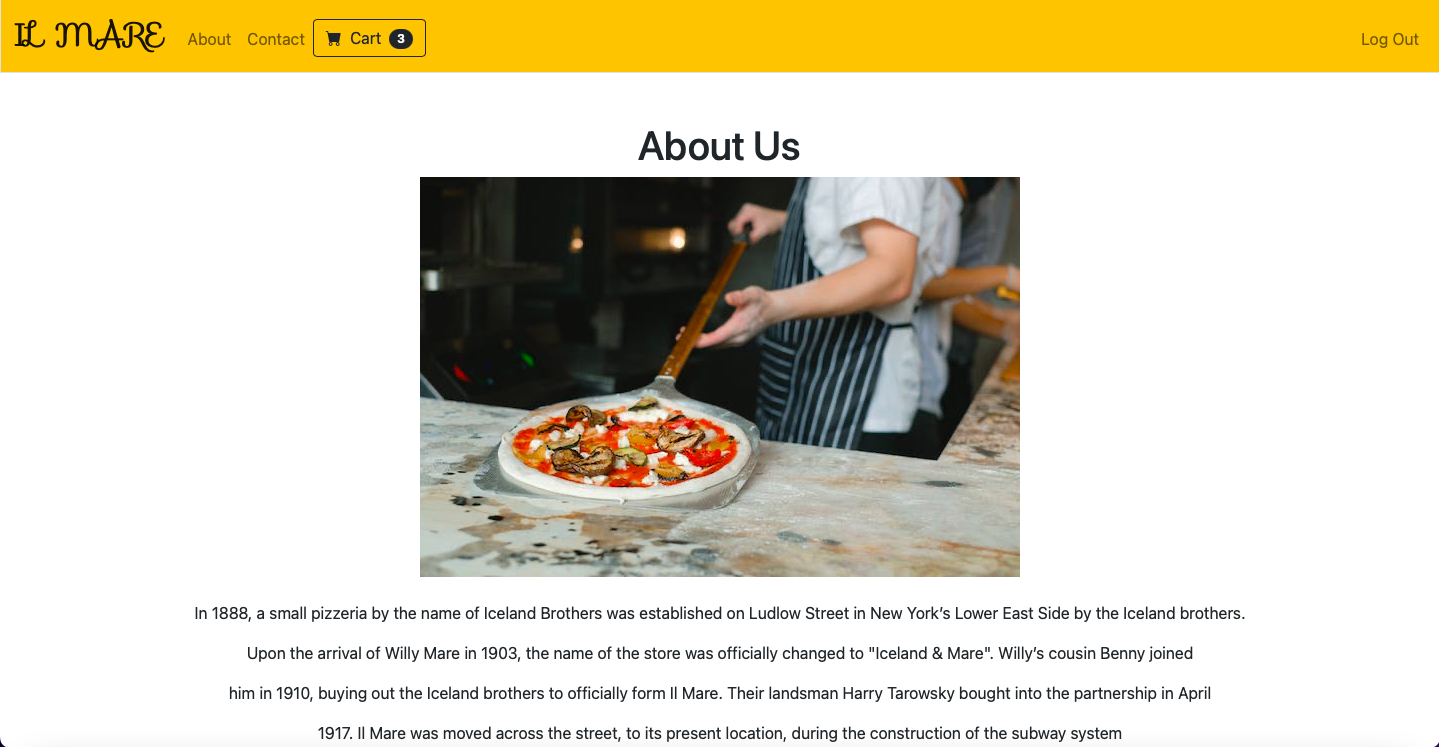 IL MARE
About
Contact
Cart 3
Log Out
About Us
In 1888, a small pizzeria by the name of Iceland Brothers was established on Ludlow Street in New York’s Lower East Side by the Iceland brothers.
Upon the arrival of Willy Mare in 1903, the name of the store was officially changed to "Iceland & Mare". Willy’s cousin Benny joined
him in 1910, buying out the Iceland brothers to officially form Il Mare. Their landsman Harry Tarowsky bought into the partnership in April
1917. Il Mare was moved across the street, to its present location, during the construction of the subway system